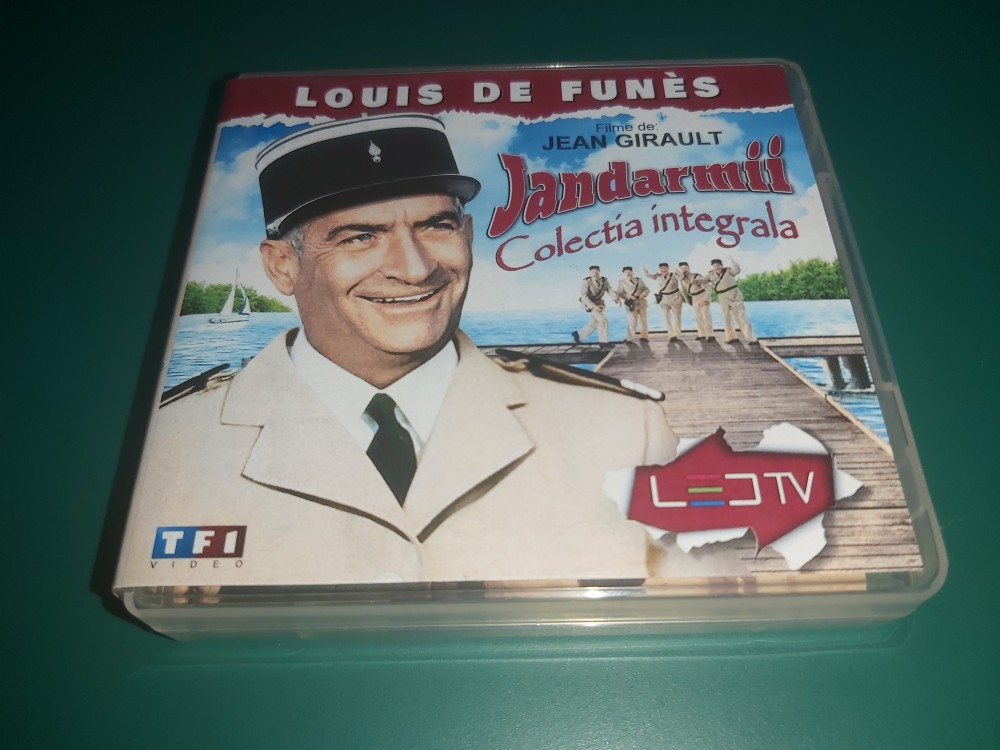 LOUIS DE FUNÈS
Filme de:
JEAN GIRAULT
Jandarmii
Colectia integrala
LED TV
TF1
VIDEO